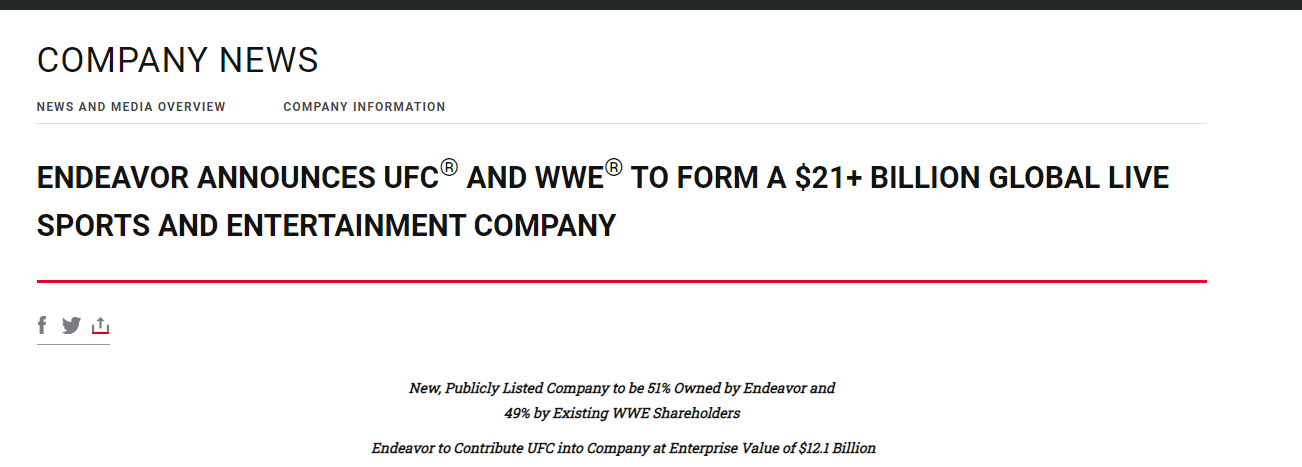 COMPANY NEWS
NEWS AND MEDIA OVERVIEW COMPANY INFORMATION
ENDEAVOR ANNOUNCES UFC® AND WWE® TO FORM A $21+ BILLION GLOBAL LIVE
SPORTS AND ENTERTAINMENT COMPANY
New, Publicly Listed Company to be 51% Owned by Endeavor and
49% by Existing WWE Shareholders
Endeavor to Contribute UFC into Company at Enterprise Value of $12.1 Billion